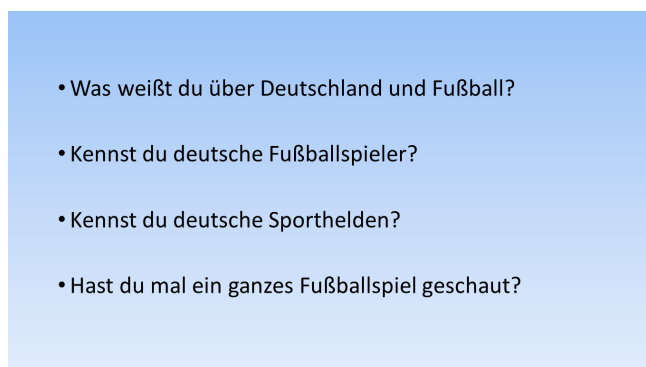 • Was weißt du über Deutschland und Fußball?
• Kennst du deutsche Fußballspieler?
• Kennst du deutsche Sporthelden?
• Hast du mal ein ganzes Fußballspiel geschaut?